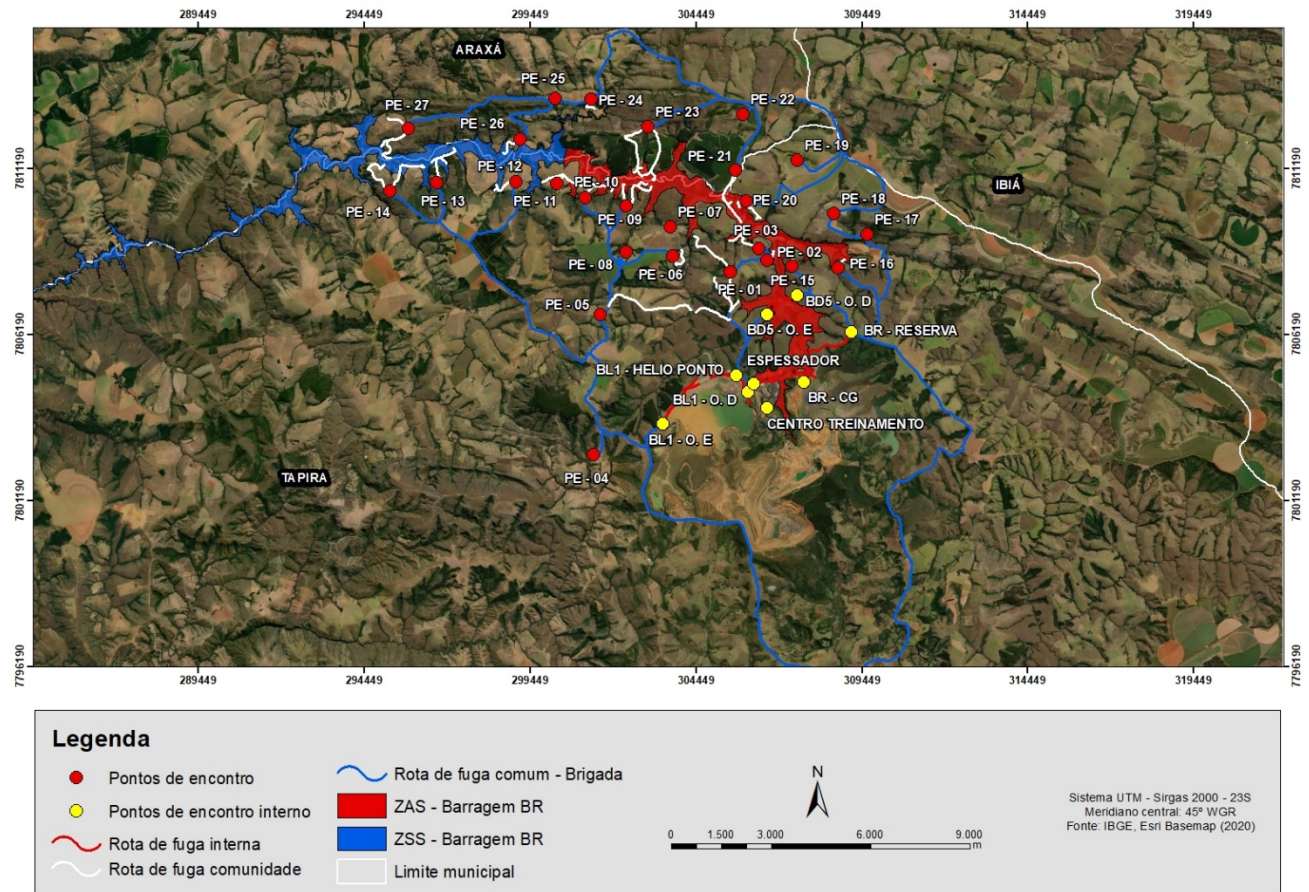 289449 294449 299449 304449 309449 314449 319449
ARAXÁ
PE - 25
PE - 24
PE - 27
PE - 23
PE - 22
PE - 26
7811190
7811190
PE - 21
PE - 19
PE - 12
PE - 10
IBIÁ
PE - 14
PE - 13
PE - 11
PE - 20
PE - 18
PE - 09
PE - 07
PE - 17
PE - 03
PE - 02
PE - 08
PE - 06
PE - 16
PE - 15
PE - 01
BD5 - O. D
PE - 05
BD5 - O. E
BR - RESERVA
7806190
7806190
ESPESSADOR
BL1 - HELIO PONTO
BL1 - O. D
BR - CG
CENTRO TREINAMENTO
BL1 - O. E
TAPIRA
PE - 04
7801190
7801190
7796190
7796190
289449 294449 299449 304449 309449 314449 319449
Legenda
Pontos de encontro
Pontos de encontro interno
Rota de fuga interna
Rota de fuga comunidade
Rota de fuga comum - Brigada
ZAS - Barragem BR
ZSS - Barragem BR
Limite municipal
N
0 1.500 3.000 6.000 9.000
m
Sistema UTM - Sirgas 2000 - 23S
Meridiano central: 45º WGR
Fonte: IBGE, Esri Basemap (2020)